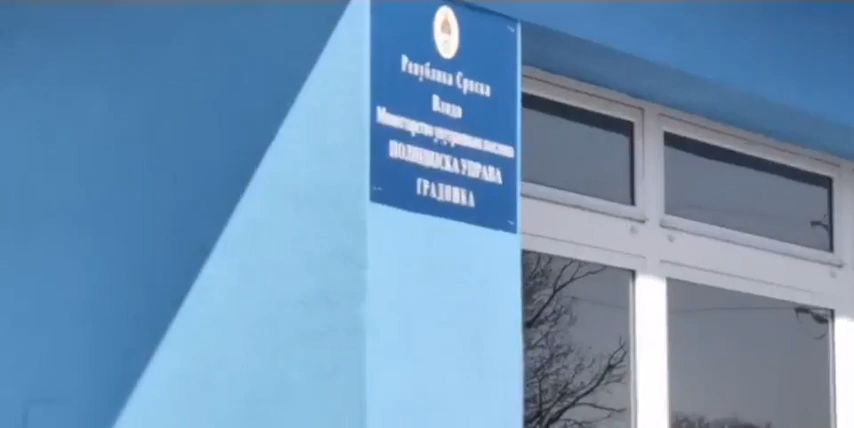 Република Српска
Влада
Министарство унутрашњих послова
ПОЛИЦИЈСКА УПРАВА
ГРАДИШКА